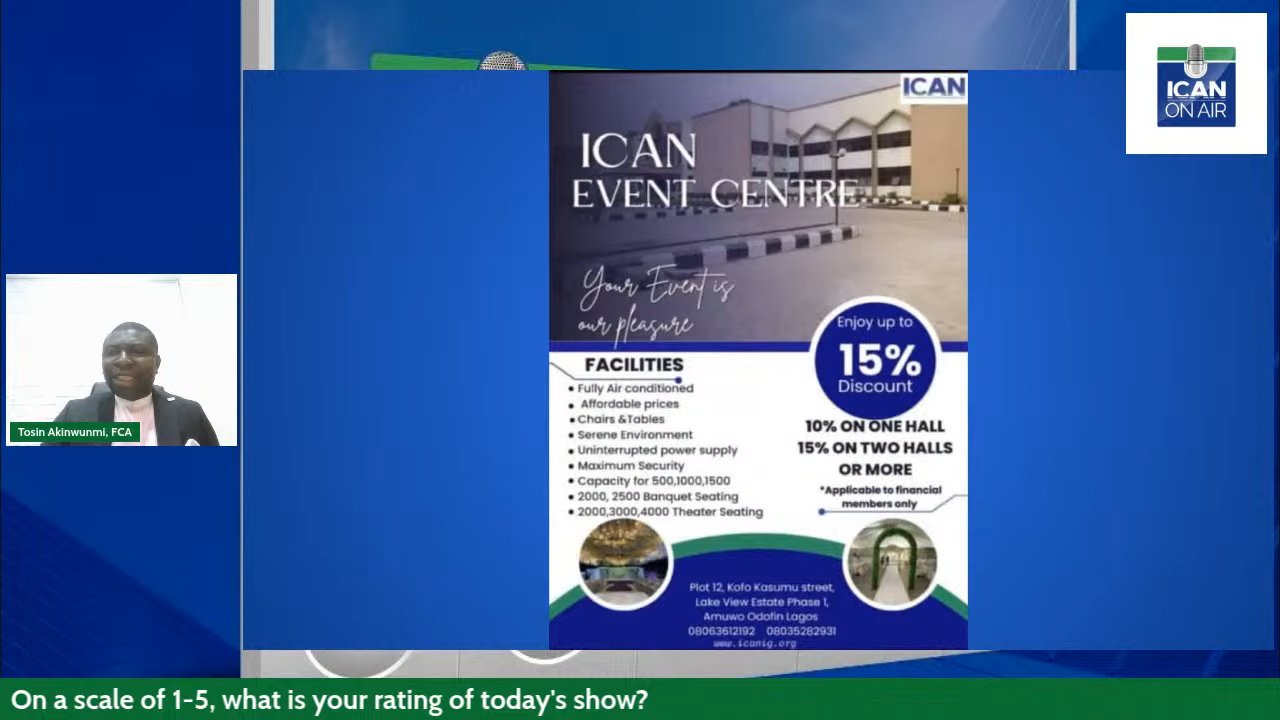 ICAN
ICAN
EVENT CENTRE
Your Event is
our pleasure
Enjoy up to
15%
Discount
10% ON ONE HALL
15% ON TWO HALLS
OR MORE
*Applicable to financial
members only
FACILITIES
• Fully Air conditioned
• Affordable prices
• Chairs &Tables
• Serene Environment
• Uninterrupted power supply
• Maximum Security
• Capacity for 500,1000,1500
• 2000, 2500 Banquet Seating
• 2000,3000,4000 Theater Seating
Plot 12, Kofo Kasumu street,
Lake View Estate Phase 1,
Amuwo Odofin Lagos
08063612192 08035282931
www.icanig.org
ICAN
ON AIR
Tosin Akinwunmi, FCA
On a scale of 1-5, what is your rating of today's show?